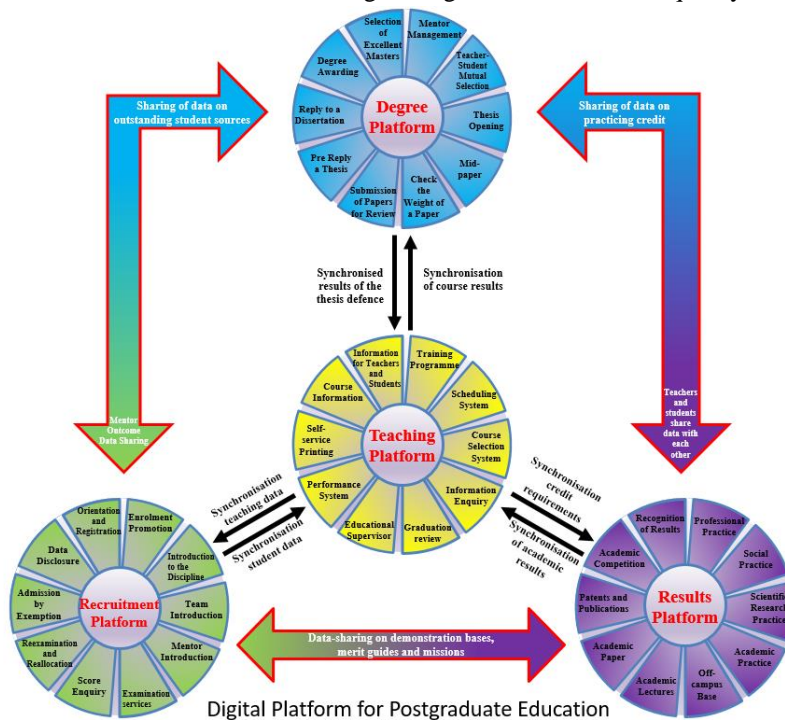 Selection
of
Excellent
Masters
Mentor
Management
Degree
Awarding
Teacher-
Student
Mutual
Selection
Reply to a
Dissertation
Degree
Platform
Thesis
Opening
Pre Reply
a Thesis
Mid-
paper
Submission
of Papers
for Review
Check
the
Weight of
a Paper
Sharing of data on
outstanding student sources
Sharing of data on
practicing credit
Synchronised
results of the
thesis defence
Synchronisation
of course results
Mentor
Outcome
Data Sharing
Teachers
and
students
share
data with
each
other
Information
for Teachers
and
Students
Training
Programme
Course
Information
Scheduling
System
Self-
service
Printing
Teaching
Platform
Course
Selection
System
Performance
System
Information
Enquiry
Educational
Supervisor
Graduation
review
Synchronisation
teaching data
Synchronisation
student data
Synchronisation
credit
requirements
Synchronisation
of academic
results
Orientation
and
Registration
Enrolment
Promotion
Data
Disclosure
Introduction
to the
Discipline
Admission
by
Exemption
Recruitment
Platform
Team
Introduction
Reexamination
and
Reallocation
Mentor
Introduction
Score
Enquiry
Examination
services
Recognition
of Results
Professional
Practice
Academic
Competition
Social
Practice
Patents and
Publications
Results
Platform
Scientific
Research
Practice
Academic
Paper
Academic
Practice
Academic
Lectures
Off-
campus
Base
Data-sharing on demonstration bases,
merit guides and missions
Digital Platform for Postgraduate Education